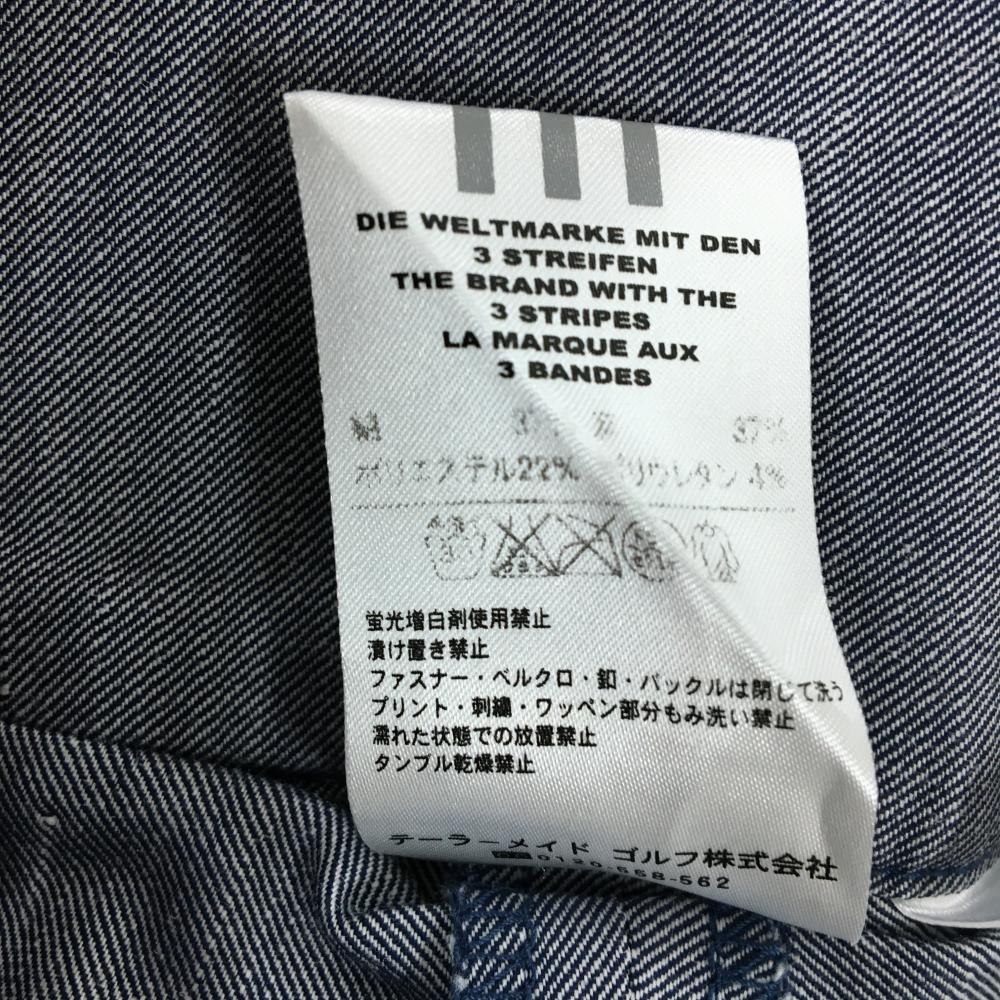 DIE WELTMARKE MIT DEN
3 STREIFEN
THE BRAND WITH THE
3 STRIPES
LA MARQUE AUX
3 BANDES
37%
ポリエステル22% ポリウレタン 4%
蛍光増白剤使用禁止
漬け置き禁止
ファスナー・ベルクロ・釦・バックルは閉じて洗う
プリント・刺繍・ワッペン部分もみ洗い禁止
濡れた状態での放置禁止
タンブル乾燥禁止
テーラーメイド ゴルフ株式会社
0120-558-562